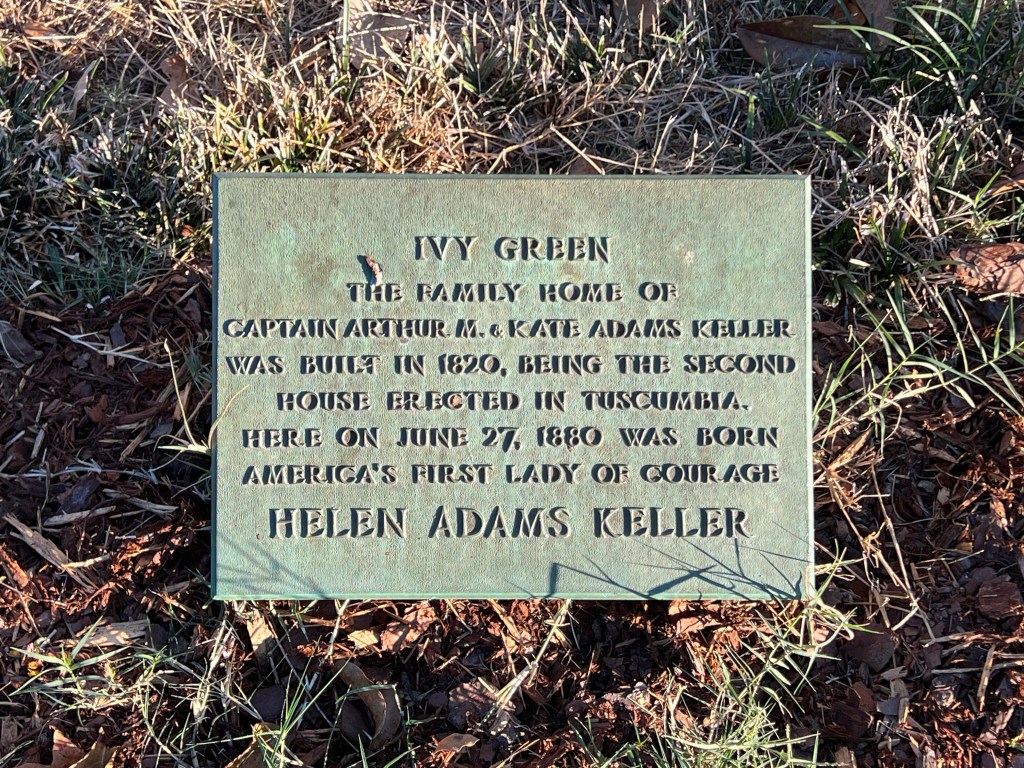 IVY GREEN
THE FAMILY HOME OF
CAPTAIN ARTHUR M. & KATE ADAMS KELLER
WAS BUILT IN 1820, BEING THE SECOND
HOUSE ERECTED IN TUSCUMBIA.
HERE ON JUNE 27, 1880 WAS BORN
AMERICA'S FIRST LADY OF COURAGE
HELEN ADAMS KELLER